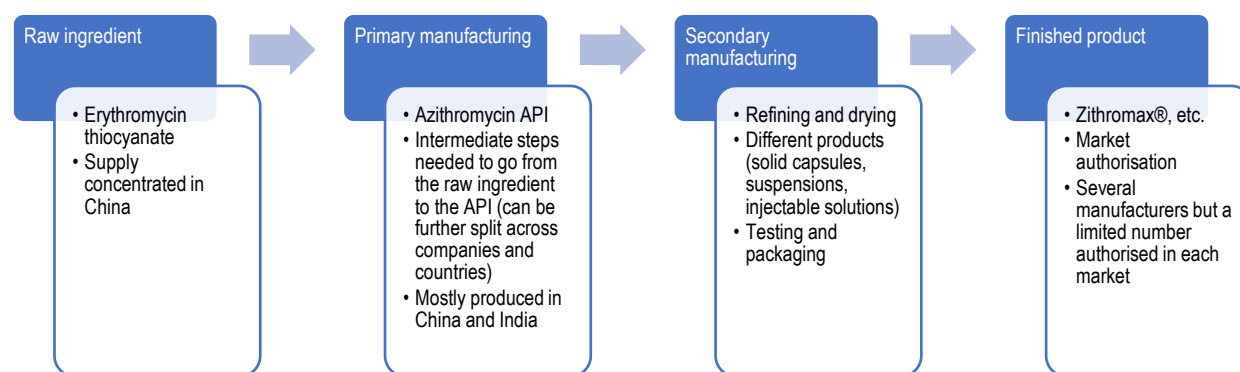 Raw ingredient
• Erythromycin
thiocyanate
• Supply
concentrated in
China
Primary manufacturing
• Azithromycin API
• Intermediate steps
needed to go from
the raw ingredient
to the API (can be
further split across
companies and
countries)
• Mostly produced in
China and India
Secondary
manufacturing
• Refining and drying
• Different products
(solid capsules,
suspensions,
injectable solutions)
• Testing and
packaging
Finished product
• Zithromax®, etc.
• Market
authorisation
• Several
manufacturers but a
limited number
authorised in each
market